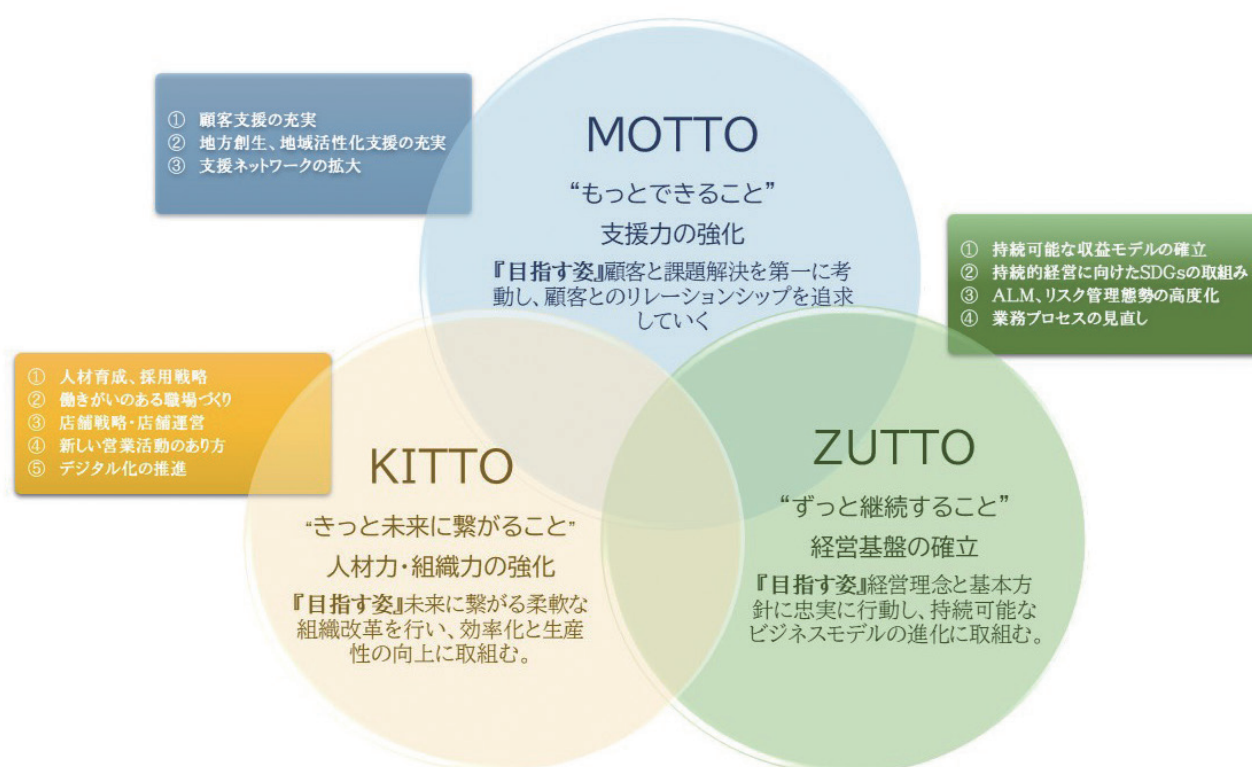 MOTTO
“もっとできること”
支援力の強化
『目指す姿』顧客と課題解決を第一に考
動し、顧客とのリレーションシップを追求
していく
① 顧客支援の充実
② 地方創生、地域活性化支援の充実
③ 支援ネットワークの拡大
① 持続可能な収益モデルの確立
② 持続的経営に向けたSDGsの取組み
③ ALM、リスク管理態勢の高度化
④ 業務プロセスの見直し
① 人材育成、採用戦略
② 働きがいのある職場づくり
③ 店舗戦略・店舗運営
④ 新しい営業活動のあり方
⑤ デジタル化の推進
KITTO
“きっと未来に繋がること”
人材力・組織力の強化
『目指す姿』未来に繋がる柔軟な
組織改革を行い、効率化と生産
性の向上に取組む。
ZUTTO
“ずっと継続すること”
経営基盤の確立
『目指す姿』経営理念と基本方
針に忠実に行動し、持続可能な
ビジネスモデルの進化に取組む。